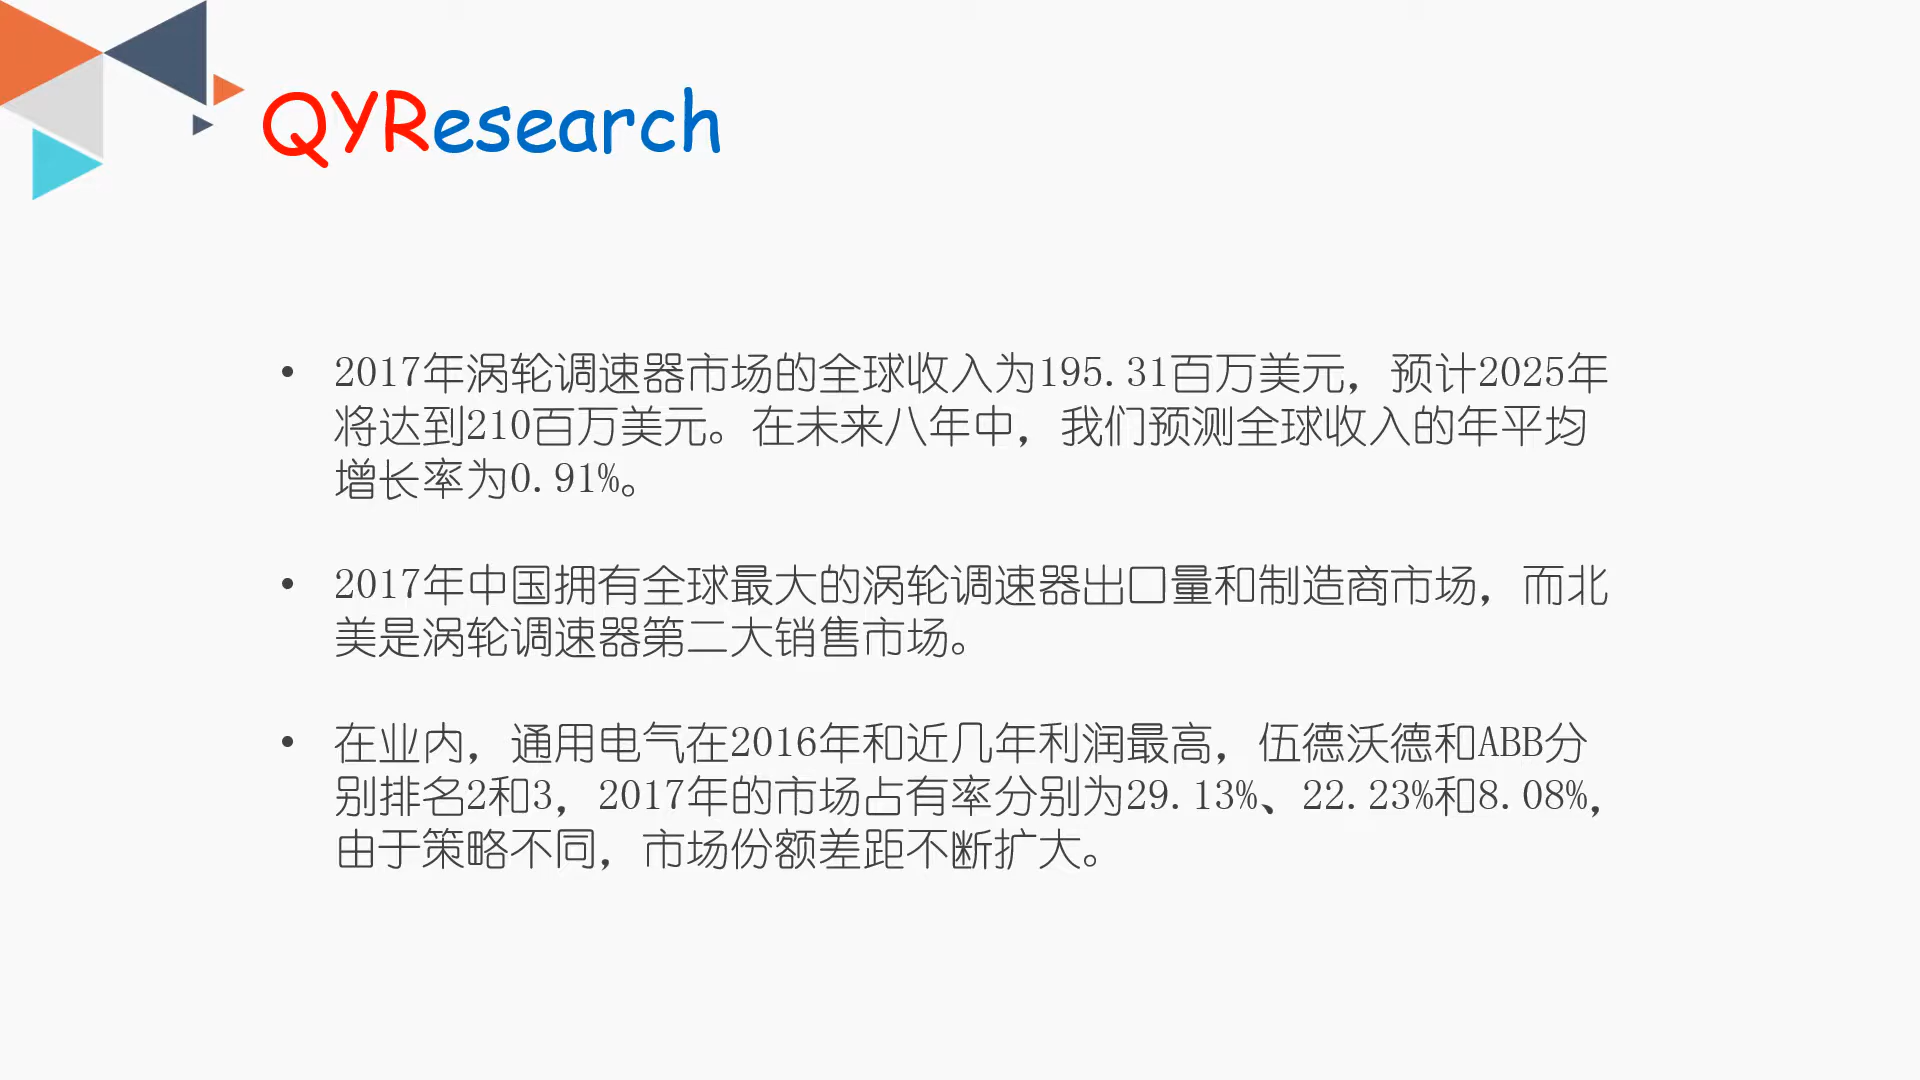 QYResearch
• 2017年涡轮调速器市场的全球收入为195.31百万美元，预计2025年
将达到210百万美元。在未来八年中，我们预测全球收入的年平均
增长率为0.91%。
• 2017年中国拥有全球最大的涡轮调速器出口量和制造商市场，而北
美是涡轮调速器第二大销售市场。
• 在业内，通用电气在2016年和近几年利润最高，伍德沃德和ABB分
别排名2和3，2017年的市场占有率分别为29.13%、22.23%和8.08%，
由于策略不同，市场份额差距不断扩大。